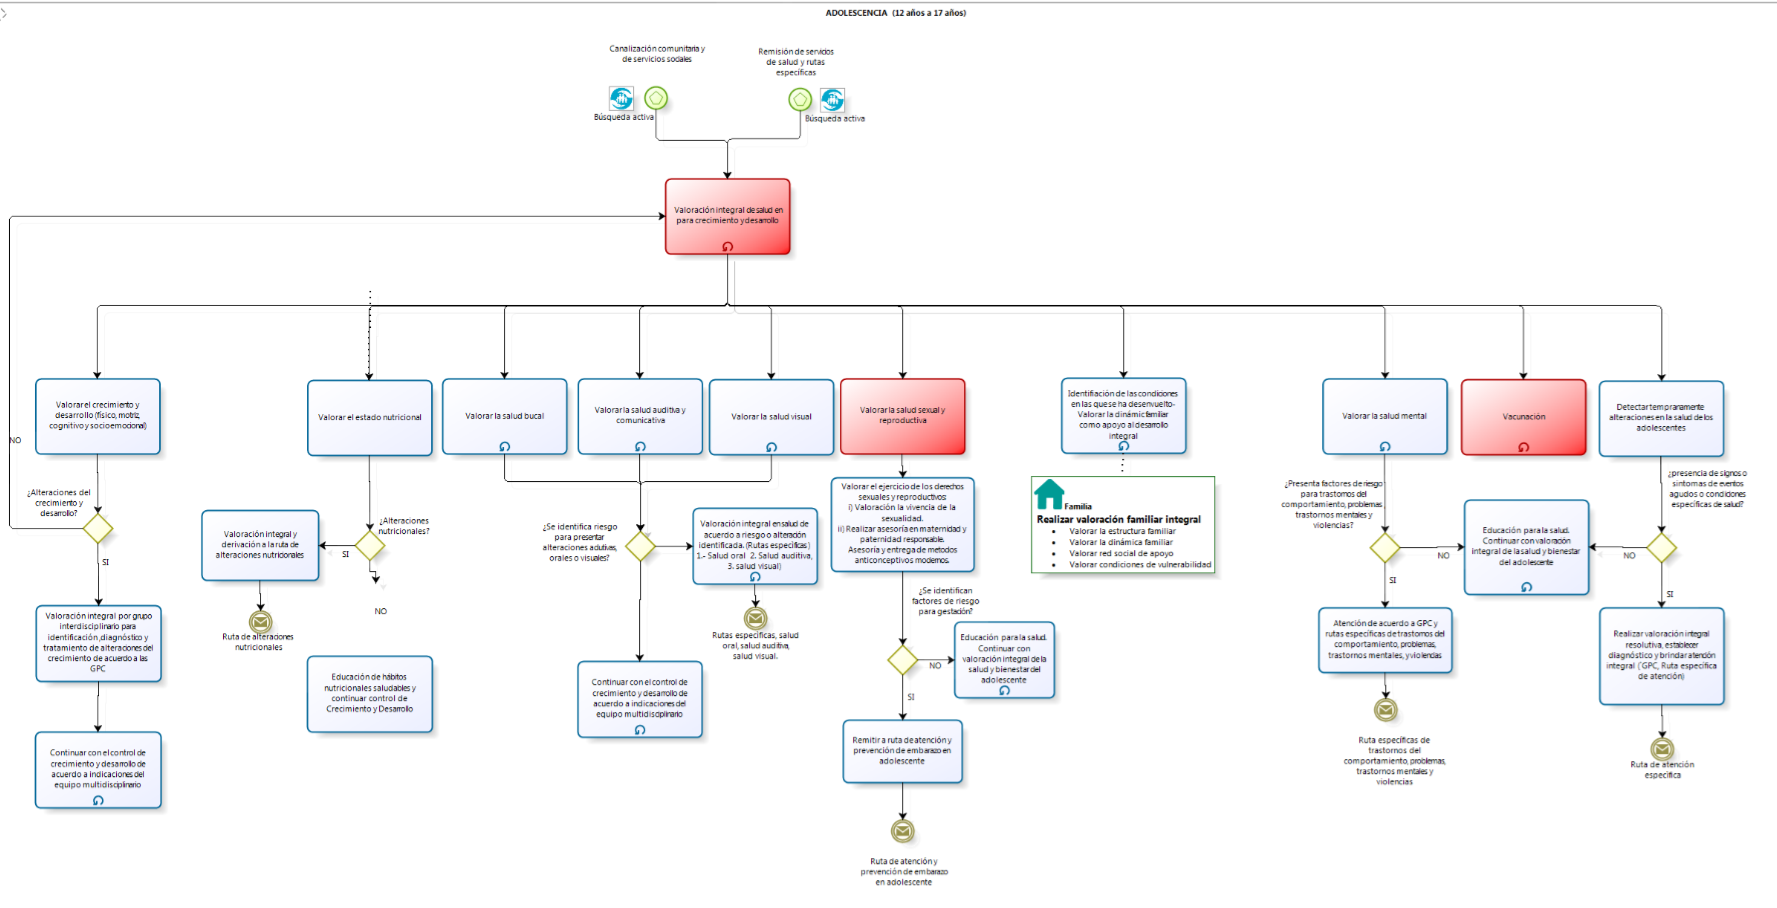 ADOLESCENCIA (12 años a 17 años)
Canalización comunitaria y
de servicios sociales
Remisión de servicios
de salud y rutas
específicas
Búsqueda activa
Búsqueda activa
Valoración integral de salud en
para crecimiento y desarrollo
Valorar el crecimiento y
desarrollo (físico, motriz,
cognitivo y socioemocional)
Valorar el estado nutricional
Valorar la salud bucal
Valorar la salud auditiva y
comunicativa
Valorar la salud visual
Valorar la salud sexual y
reproductiva
Identifiación de las condiciones
en las que se ha desenvuelto-
Valorar la dinámic familiar
como apoyo al desarrollo
integral
Valorar la salud mental
Vacunación
Detectar tempranamente
alteraciones en la salud de los
adolescentes
NO
¿Alteraciones del
crecimiento y
desarrollo?
SI
Valoración integral por grupo
interdisciplinario para
identificación, diagnóstico y
tratamiento de alteraciones del
crecimiento de acuerdo a las
GPC
Continuar con el control de
crecimiento y desarrollo de
acuerdo a indicaciones del
equipo multidisciplinario
¿Alteraciones
nutricionales?
SI
NO
Valoración integral y
derivación a la ruta de
alteraciones nutricionales
Ruta de alteraciones
nutricionales
Educación de hábitos
nutricionales saludables y
continuar control de
Crecimiento y Desarrollo
¿Se identifica riesgo
para presentar
alteraciones adutivas,
orales o visuales?
Valoración integral en salud de
acuerdo a riesgo o alteración
identificada. (Rutas específicas)
1.- Salud oral 2. Salud auditiva,
3. salud visual)
Rutas específicas, salud
oral, salud auditiva,
salud visual.
Continuar con el control de
crecimiento y desarrollo de
acuerdo a indicaciones del
equipo multidisciplinario
Valorar el ejercicio de los derechos
sexuales y reproductivos:
i) Valoración la vivencia de la
sexualidad.
ii) Realizar asesoría en maternidad y
paternidad responsable.
Asesoría y entrega de metodos
anticonceptivos modernos.
¿Se identifican
factores de riesgo
para gestación?
NO
SI
Educación para la salud.
Continuar con
valoración integral de la
salud y bienestar del
adolescente
Remitir a ruta de atención y
prevención de embarazo en
adolescente
Ruta de atención y
prevención de embarazo
en adolescente
Familia
Realizar valoración familiar integral
• Valorar la estructura familiar
• Valorar la dinámica familiar
• Valorar red social de apoyo
• Valorar condiciones de vulnerabilidad
¿Presenta factores de riesgo
para trastornos del
comportamiento, problemas,
trastornos mentales y
violencias?
NO
SI
Educación para la salud.
Continuar con valoración
integral de la salud y bienestar
del adolescente
Atención de acuerdo a GPC y
rutas específicas de trastornos del
comportamiento, problemas,
trastornos mentales, y violencias
Ruta específicas de
trastornos del
comportamiento, problemas,
trastornos mentales y
violencias
¿presencia de signos o
sintomas de eventos
agudos o condiciones
específicas de salud?
NO
SI
Realizar valoración integral
resolutiva, establecer
diagnóstico y brindar atención
integral (´GPC, Ruta específica
de atención)
Ruta de atención
específica